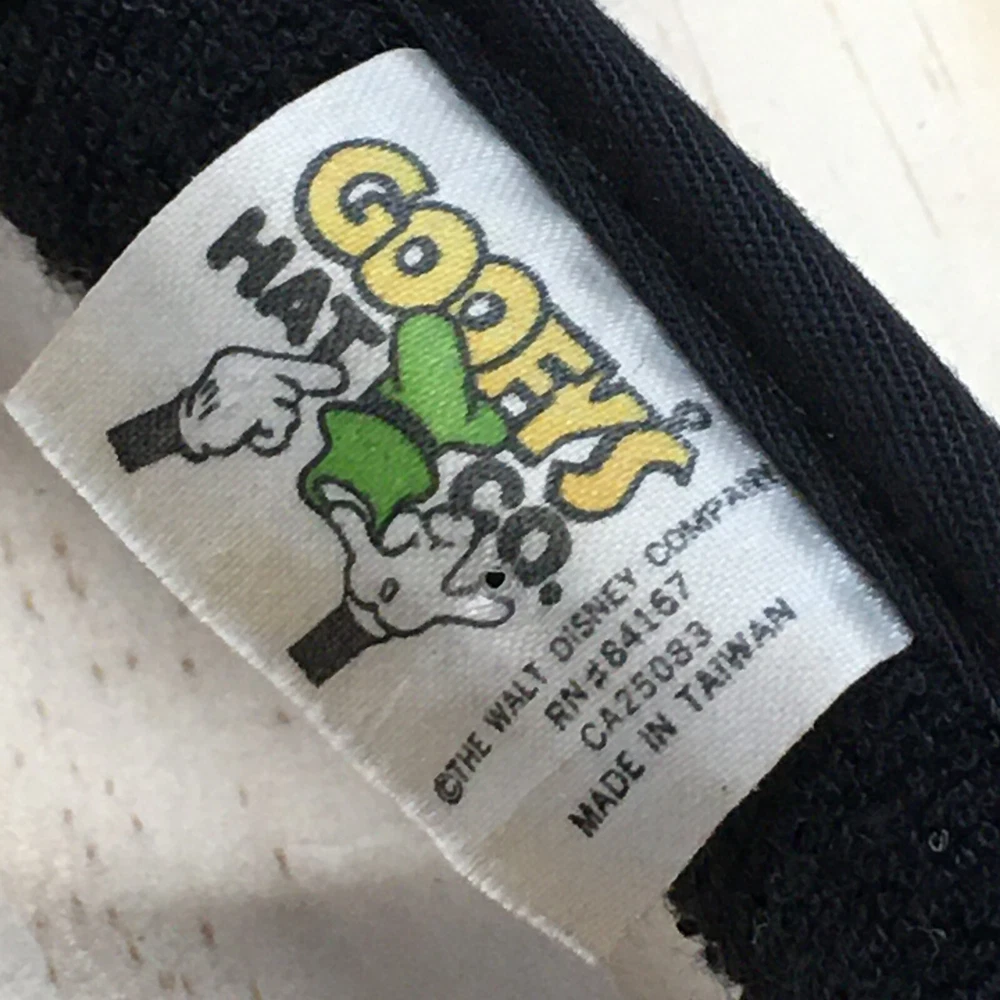 GOOFY'S
HAT
CO.
©THE WALT DISNEY COMPANY
RN#84167
CA25083
MADE IN TAIWAN